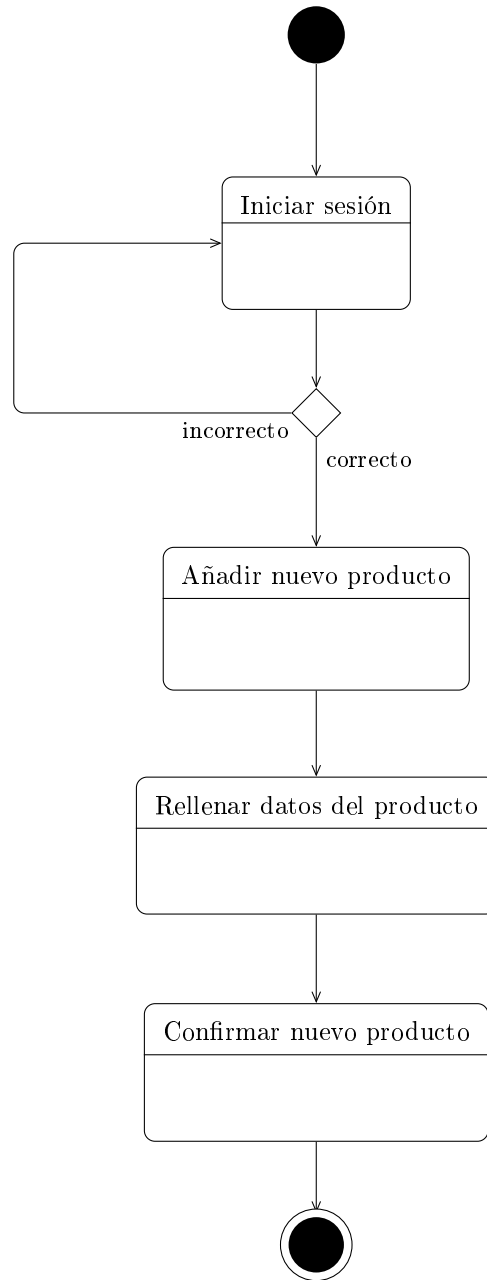 Iniciar sesión
incorrecto
correcto
Añadir nuevo producto
Rellenar datos del producto
Confirmar nuevo producto